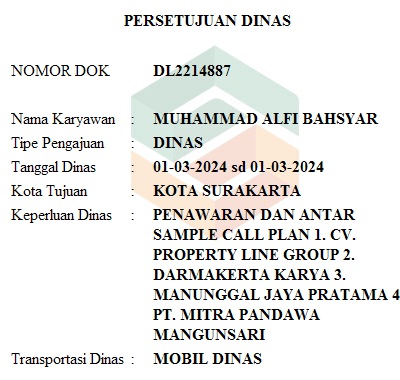 PERSETUJUAN DINAS
NOMOR DOK DL2214887
Nama Karyawan : MUHAMMAD ALFI BAHSYAR
Tipe Pengajuan : DINAS
Tanggal Dinas : 01-03-2024 sd 01-03-2024
Kota Tujuan : KOTA SURAKARTA
Keperluan Dinas : PENAWARAN DAN ANTAR
SAMPLE CALL PLAN 1. CV.
PROPERTY LINE GROUP 2.
DARMAKERTA KARYA 3.
MANUNGGAL JAYA PRATAMA 4
PT. MITRA PANDAWA
MANGUNSARI
Transportasi Dinas : MOBIL DINAS